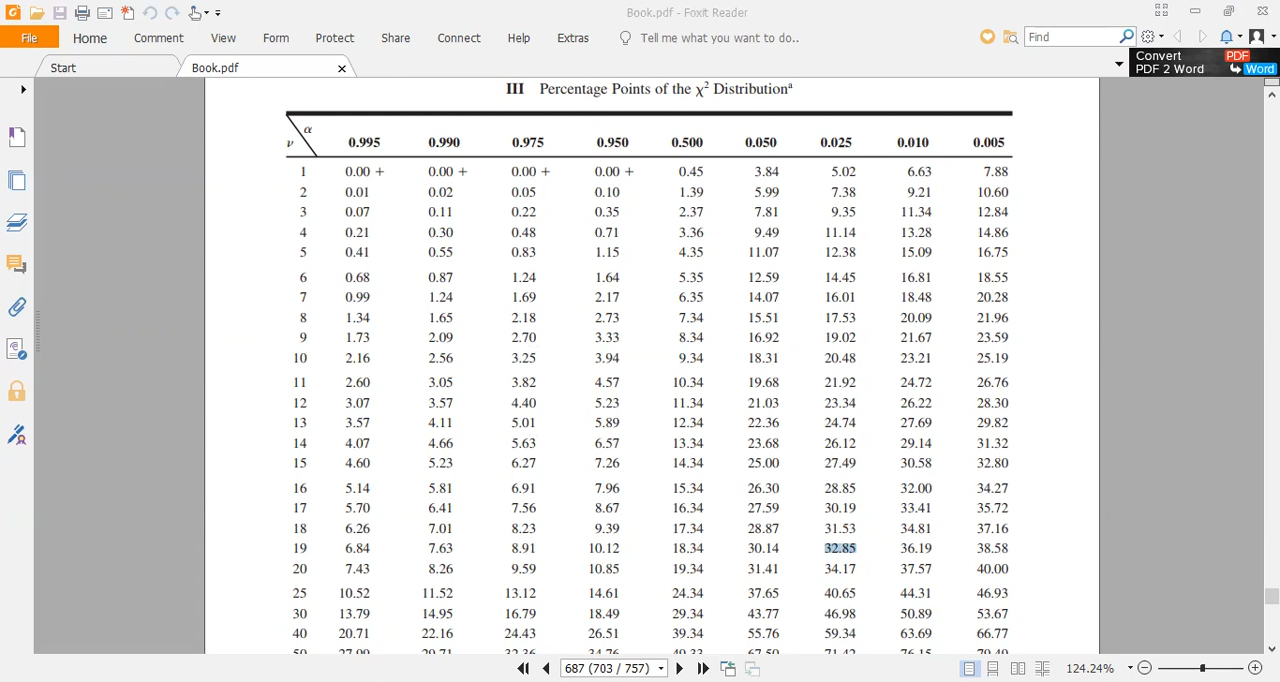 Book.pdf - Foxit Reader
File Home Comment View Form Protect Share Connect Help Extras Tell me what you want to do.. Find
Start Book.pdf
Convert PDF
PDF 2 Word Word
III Percentage Points of the χ² Distributionᵃ
α
ν 0.995 0.990 0.975 0.950 0.500 0.050 0.025 0.010 0.005
1 0.00 + 0.00 + 0.00 + 0.00 + 0.45 3.84 5.02 6.63 7.88
2 0.01 0.02 0.05 0.10 1.39 5.99 7.38 9.21 10.60
3 0.07 0.11 0.22 0.35 2.37 7.81 9.35 11.34 12.84
4 0.21 0.30 0.48 0.71 3.36 9.49 11.14 13.28 14.86
5 0.41 0.55 0.83 1.15 4.35 11.07 12.38 15.09 16.75
6 0.68 0.87 1.24 1.64 5.35 12.59 14.45 16.81 18.55
7 0.99 1.24 1.69 2.17 6.35 14.07 16.01 18.48 20.28
8 1.34 1.65 2.18 2.73 7.34 15.51 17.53 20.09 21.96
9 1.73 2.09 2.70 3.33 8.34 16.92 19.02 21.67 23.59
10 2.16 2.56 3.25 3.94 9.34 18.31 20.48 23.21 25.19
11 2.60 3.05 3.82 4.57 10.34 19.68 21.92 24.72 26.76
12 3.07 3.57 4.40 5.23 11.34 21.03 23.34 26.22 28.30
13 3.57 4.11 5.01 5.89 12.34 22.36 24.74 27.69 29.82
14 4.07 4.66 5.63 6.57 13.34 23.68 26.12 29.14 31.32
15 4.60 5.23 6.27 7.26 14.34 25.00 27.49 30.58 32.80
16 5.14 5.81 6.91 7.96 15.34 26.30 28.85 32.00 34.27
17 5.70 6.41 7.56 8.67 16.34 27.59 30.19 33.41 35.72
18 6.26 7.01 8.23 9.39 17.34 28.87 31.53 34.81 37.16
19 6.84 7.63 8.91 10.12 18.34 30.14 32.85 36.19 38.58
20 7.43 8.26 9.59 10.85 19.34 31.41 34.17 37.57 40.00
25 10.52 11.52 13.12 14.61 24.34 37.65 40.65 44.31 46.93
30 13.79 14.95 16.79 18.49 29.34 43.77 46.98 50.89 53.67
40 20.71 22.16 24.43 26.51 39.34 55.76 59.34 63.69 66.77
687 (703 / 757) 124.24%